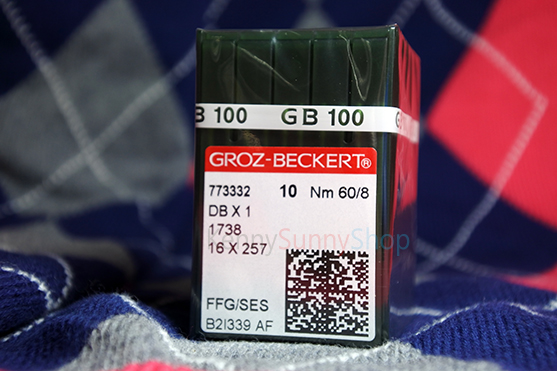 B 100 GB 100
GROZ-BECKERT®
773332 10 Nm 60/8
DB X 1
1738
PennySunnyShop
16 X 257
FFG/SES
B2I339 AF